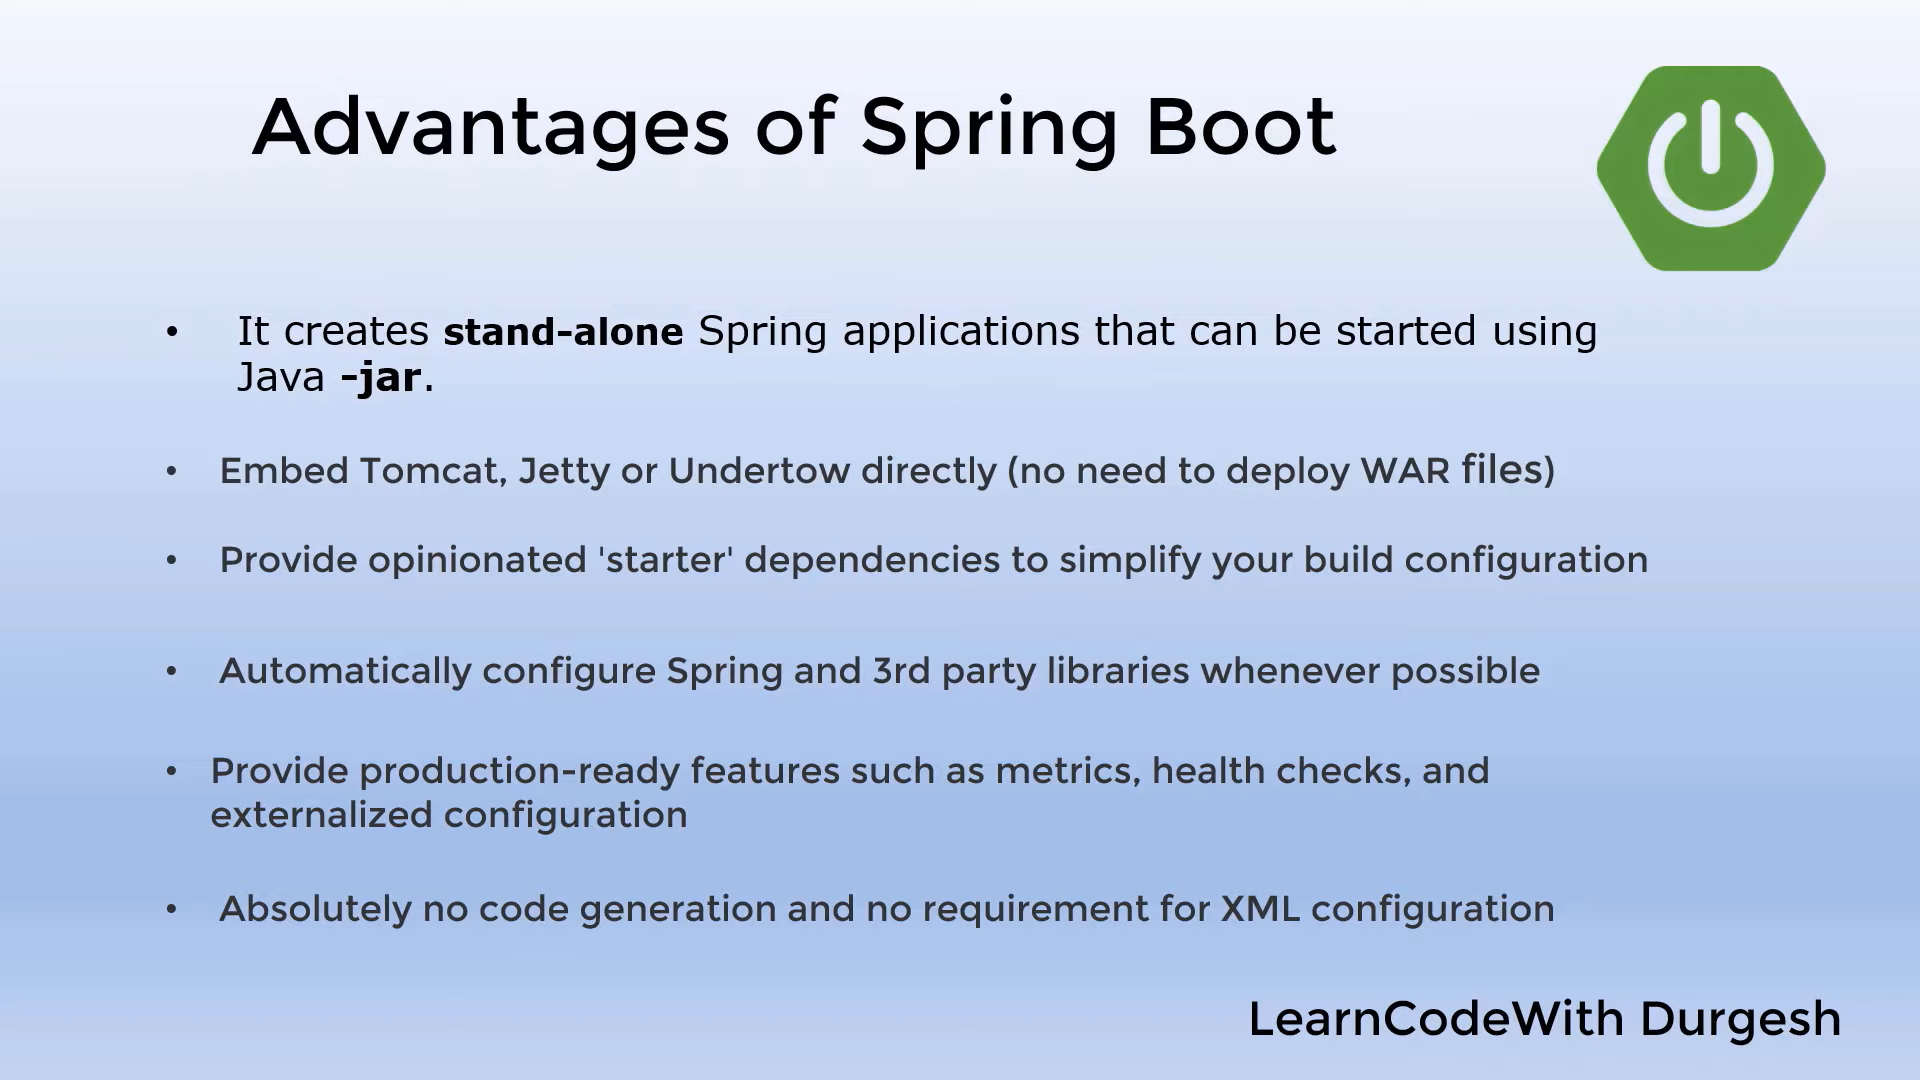 Advantages of Spring Boot
• It creates stand-alone Spring applications that can be started using
Java -jar.
• Embed Tomcat, Jetty or Undertow directly (no need to deploy WAR files)
• Provide opinionated 'starter' dependencies to simplify your build configuration
• Automatically configure Spring and 3rd party libraries whenever possible
• Provide production-ready features such as metrics, health checks, and
externalized configuration
• Absolutely no code generation and no requirement for XML configuration
LearnCodeWith Durgesh